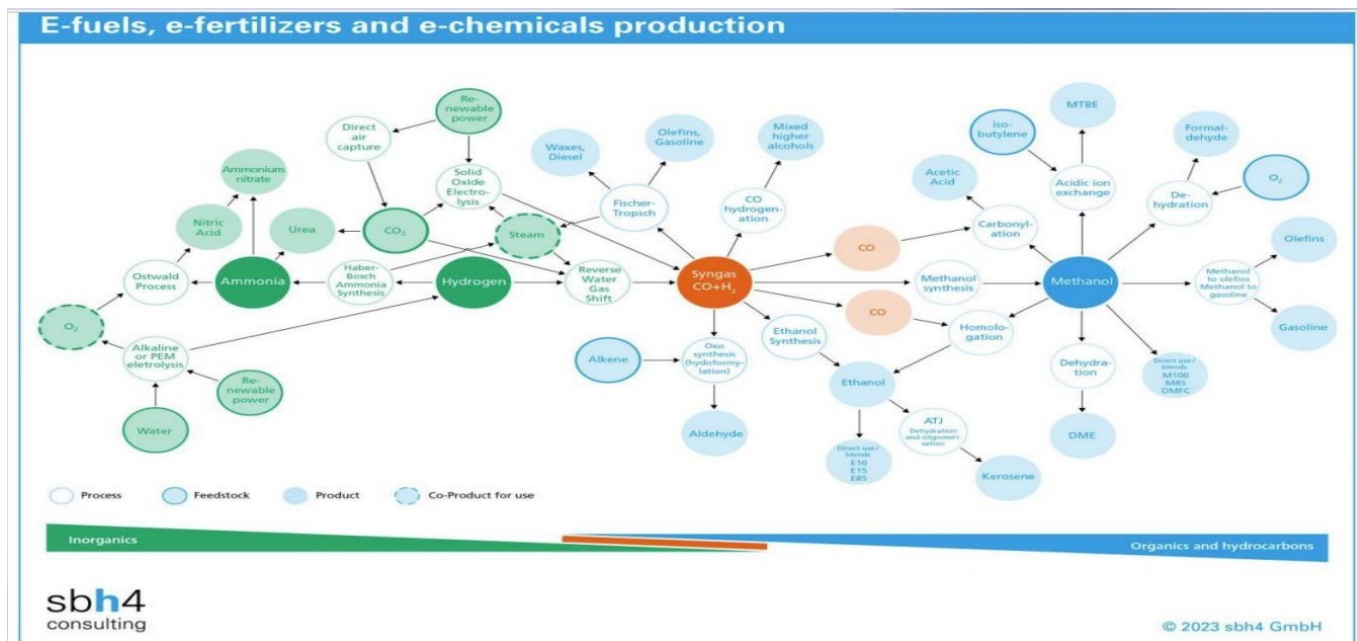 E-fuels, e-fertilizers and e-chemicals production
Re-
newable
power
Direct
air
capture
Ammonium
nitrate
Nitric
Acid
Urea
CO₂
Solid
Oxide
Electro-
lysis
Steam
Ostwald
Process
Ammonia
Haber-
Bosch
Ammonia
Synthesis
Hydrogen
Reverse
Water
Gas
Shift
O₂
Alkaline
or PEM
eletrolysis
Re-
newable
power
Water
Waxes,
Diesel
Olefins,
Gasoline
Mixed
higher
alcohols
Fischer-
Tropsch
CO
hydrogen-
ation
Syngas
CO+H₂
CO
CO
Methanol
synthesis
Alkene
Oxo
synthesis
(hydoformy-
lation)
Aldehyde
Ethanol
Synthesis
Ethanol
Direct use/
blends
E10
E15
E85
ATJ
Dehydration
and oligomeri-
sation)
Kerosene
iso-
butylene
MTBE
Formal-
dehyde
Acetic
Acid
Acidic ion
exchange
De-
hydration
O₂
Carbonyl-
ation
Olefins
Methanol
Methanol
to olefins
Methanol to
gasoline
Gasoline
Homolo-
gation
Dehydra-
tion
DME
Direct use/
blends
M100
M85
DMFC
Process
Feedstock
Product
Co-Product for use
Inorganics
Organics and hydrocarbons
sbh4
consulting
© 2023 sbh4 GmbH